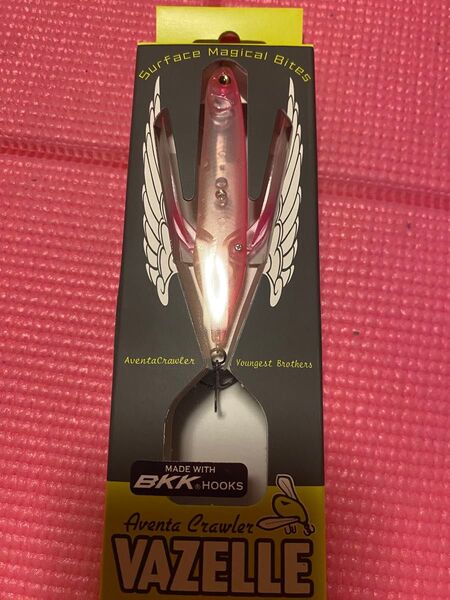 Surface Magical Bites
AventaCrawler
Youngest Brothers
MADE WITH
BKK® HOOKS
Aventa Crawler
VAZELLE